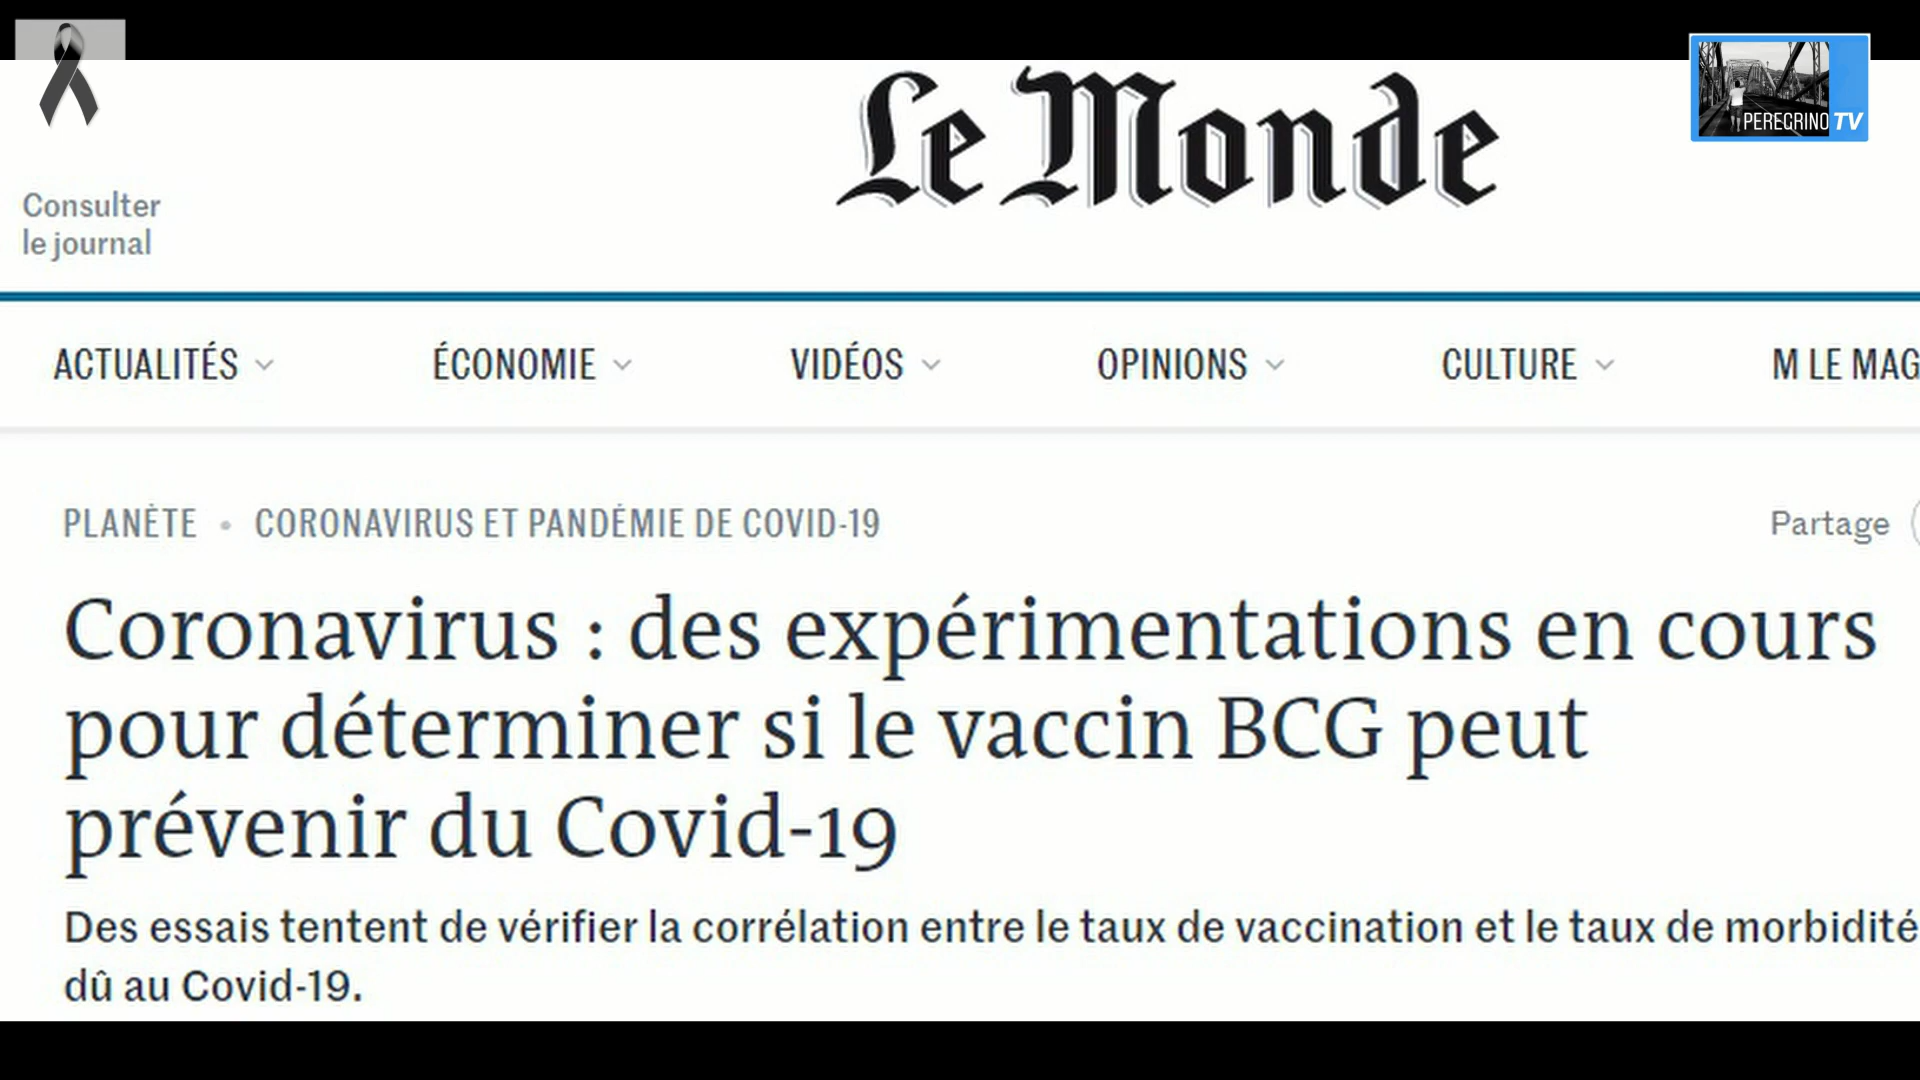 Le Monde
PEREGRINO TV
Consulter
le journal
ACTUALITÉS ÉCONOMIE VIDÉOS OPINIONS CULTURE M LE MAG
PLANÈTE • CORONAVIRUS ET PANDÉMIE DE COVID-19
Partage
Coronavirus : des expérimentations en cours
pour déterminer si le vaccin BCG peut
prévenir du Covid-19
Des essais tentent de vérifier la corrélation entre le taux de vaccination et le taux de morbidité
dû au Covid-19.